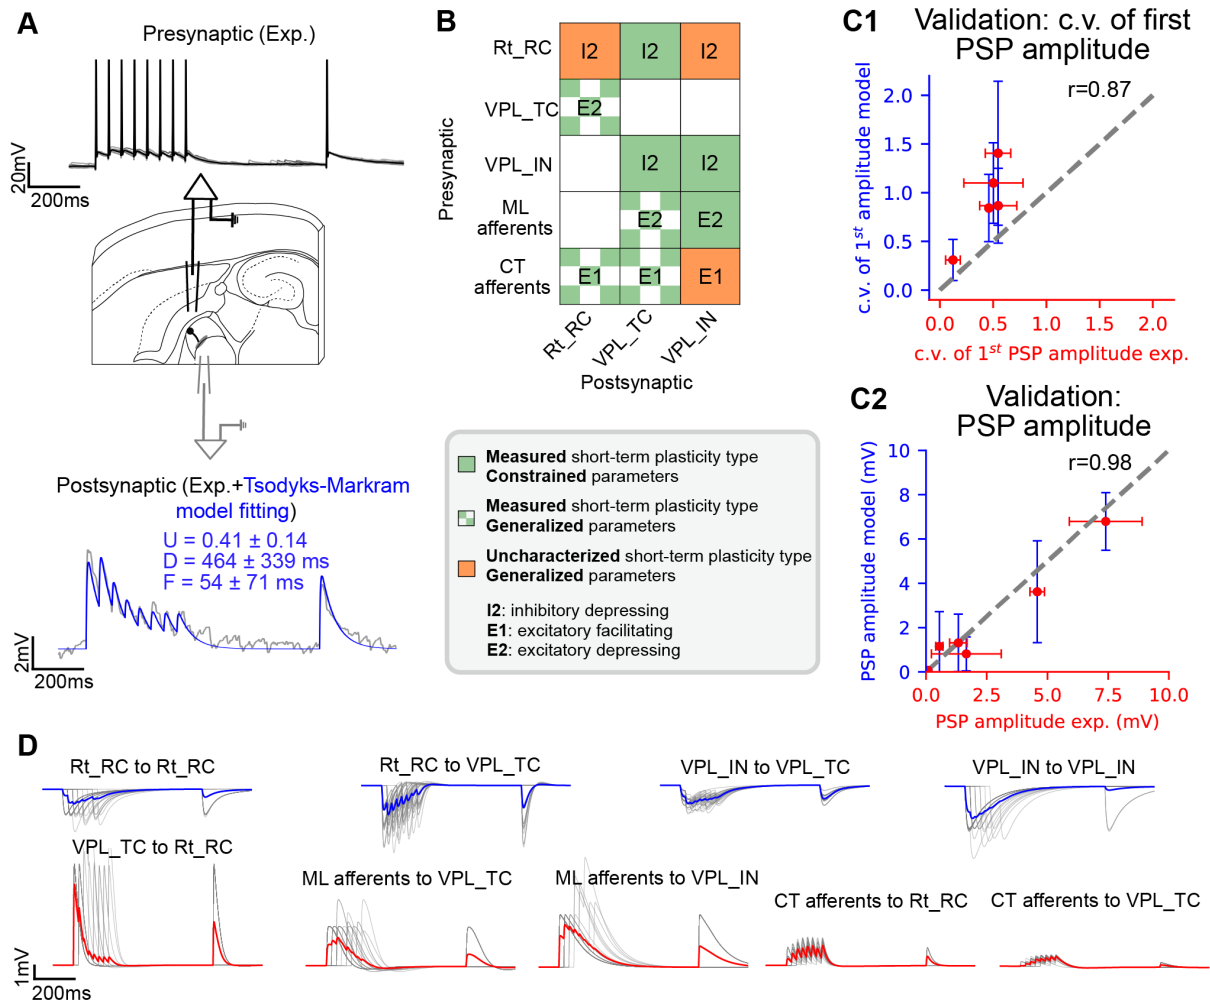 A
Presynaptic (Exp.)
20mV
200ms
Postsynaptic (Exp.+Tsodyks-Markram
model fitting)
U = 0.41 ± 0.14
D = 464 ± 339 ms
F = 54 ± 71 ms
2mV
200ms
B
Presynaptic
Rt_RC I2 I2 I2
VPL_TC E2
VPL_IN I2 I2
ML
afferents E2 E2
CT
afferents E1 E1 E1
Rt_RC VPL_TC VPL_IN
Postsynaptic
Measured short-term plasticity type
Constrained parameters
Measured short-term plasticity type
Generalized parameters
Uncharacterized short-term plasticity type
Generalized parameters
I2: inhibitory depressing
E1: excitatory facilitating
E2: excitatory depressing
C1
Validation: c.v. of first
PSP amplitude
r=0.87
c.v. of 1st amplitude model
2.0
1.5
1.0
0.5
0.0
0.0 0.5 1.0 1.5 2.0
c.v. of 1st PSP amplitude exp.
C2
Validation:
PSP amplitude
r=0.98
PSP amplitude model (mV)
10
8
6
4
2
0
0.0 2.5 5.0 7.5 10.0
PSP amplitude exp. (mV)
D
Rt_RC to Rt_RC
Rt_RC to VPL_TC
VPL_IN to VPL_TC
VPL_IN to VPL_IN
VPL_TC to Rt_RC
ML afferents to VPL_TC
ML afferents to VPL_IN
CT afferents to Rt_RC
CT afferents to VPL_TC
1mV
200ms